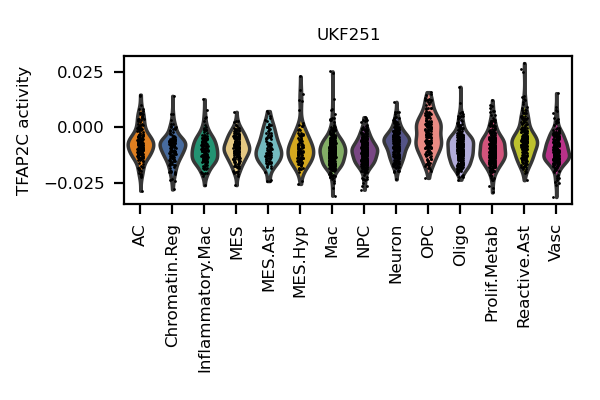 UKF251
TFAP2C activity
0.025
0.000
−0.025
AC
Chromatin.Reg
Inflammatory.Mac
MES
MES.Ast
MES.Hyp
Mac
NPC
Neuron
OPC
Oligo
Prolif.Metab
Reactive.Ast
Vasc